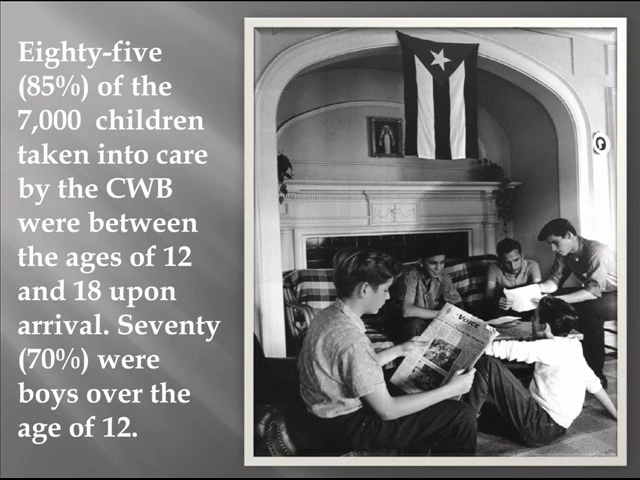 Eighty-five
(85%) of the
7,000 children
taken into care
by the CWB
were between
the ages of 12
and 18 upon
arrival. Seventy
(70%) were
boys over the
age of 12.
VOICE